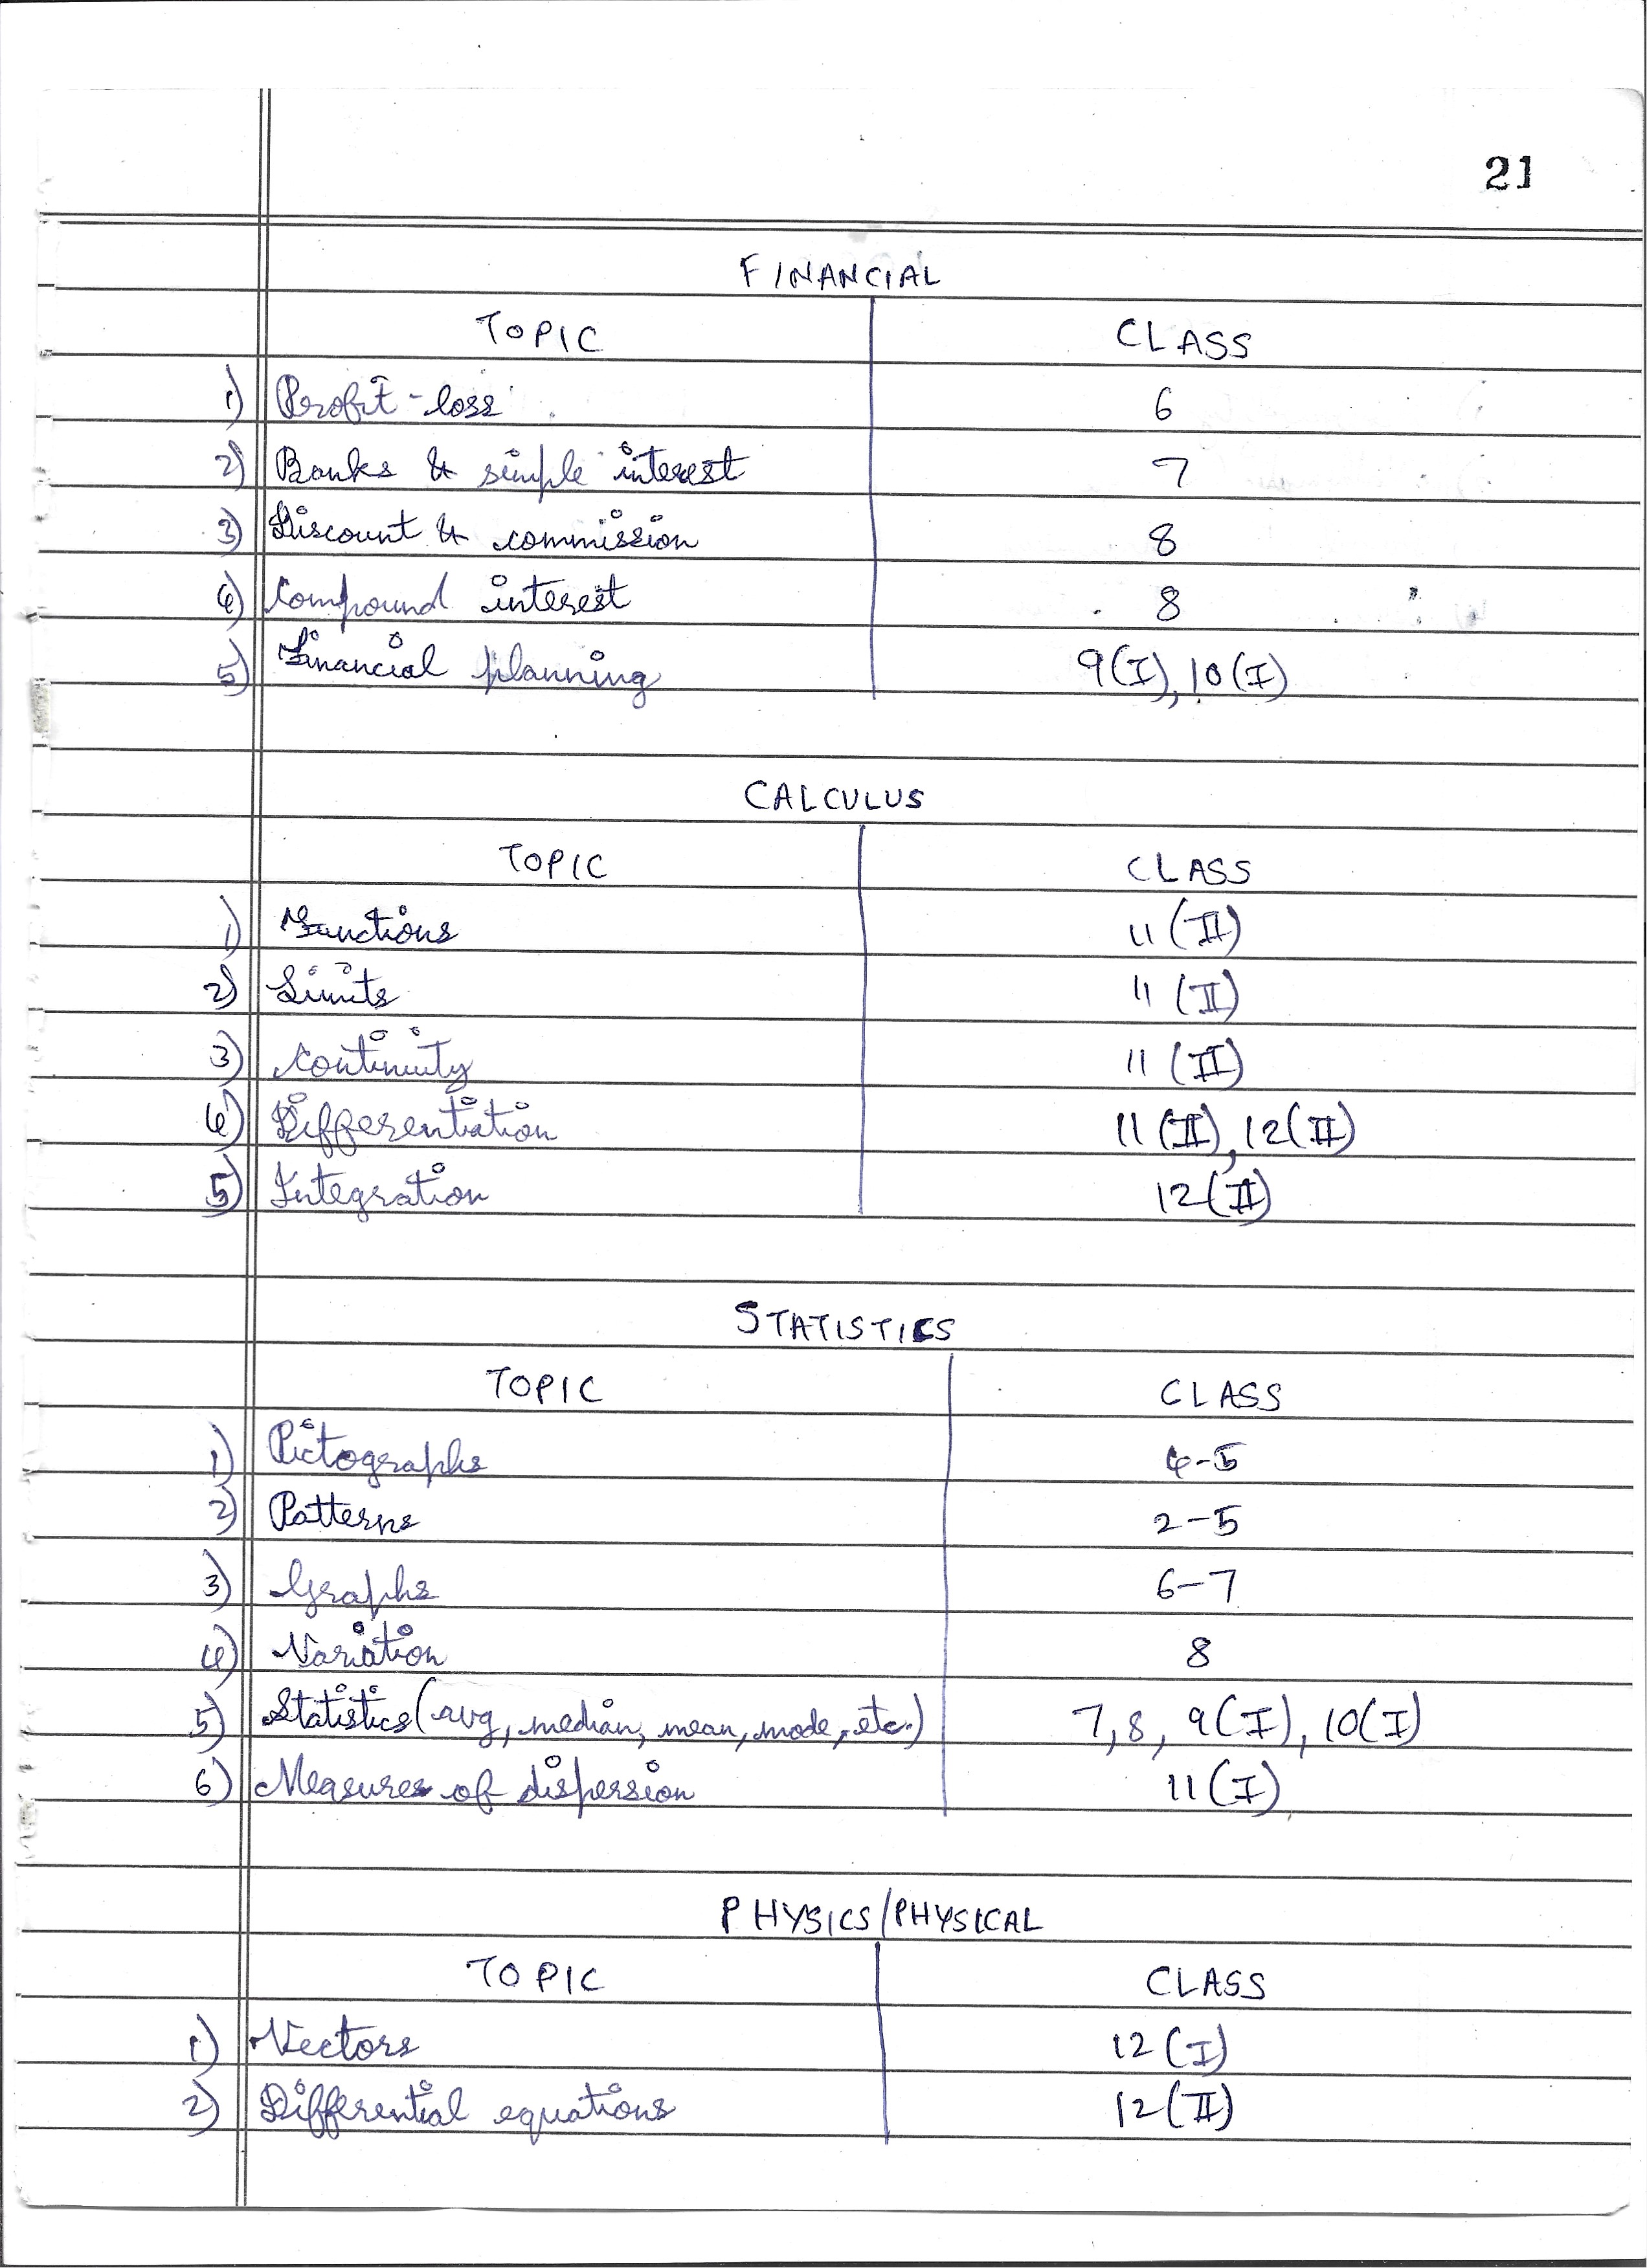 21
FINANCIAL
TOPIC CLASS
1) Profit-loss 6
2) Banks & simple interest 7
3) Discount & commission 8
4) Compound interest 8
5) Financial planning 9(I), 10(I)
CALCULUS
TOPIC CLASS
1) Functions 11(II)
2) Limits 11(II)
3) Continuity 11(II)
4) Differentiation 11(II), 12(II)
5) Integration 12(II)
STATISTICS
TOPIC CLASS
1) Pictographs 4-5
2) Patterns 2-5
3) Graphs 6-7
4) Variation 8
5) Statistics (avg, median, mean, mode, etc.) 7, 8, 9(I), 10(I)
6) Measures of dispersion 11(I)
PHYSICS/PHYSICAL
TOPIC CLASS
1) Vectors 12(I)
2) Differential equations 12(II)